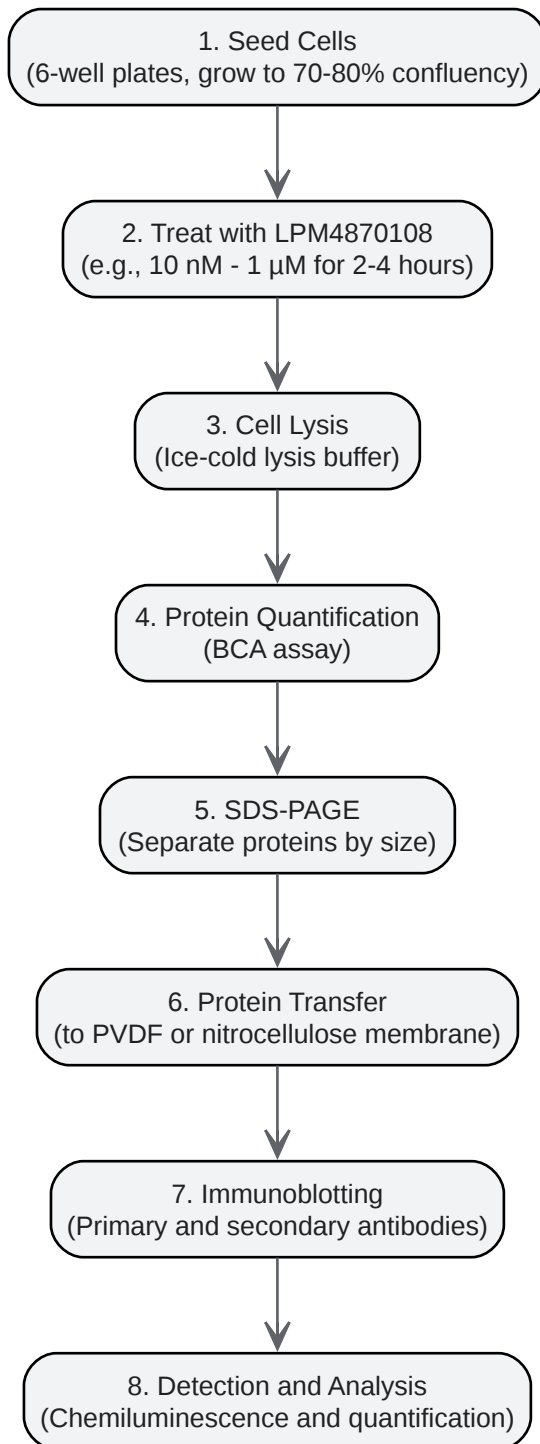 1. Seed Cells
(6-well plates, grow to 70-80% confluency)
2. Treat with LPM4870108
(e.g., 10 nM - 1 µM for 2-4 hours)
3. Cell Lysis
(Ice-cold lysis buffer)
4. Protein Quantification
(BCA assay)
5. SDS-PAGE
(Separate proteins by size)
6. Protein Transfer
(to PVDF or nitrocellulose membrane)
7. Immunoblotting
(Primary and secondary antibodies)
8. Detection and Analysis
(Chemiluminescence and quantification)